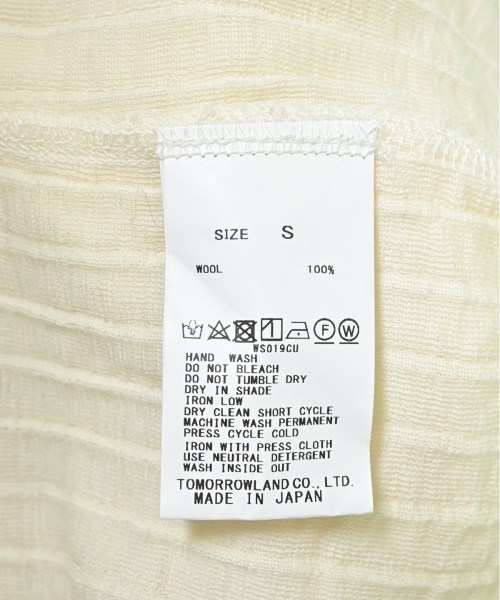 SIZE S
WOOL 100%
F W
WS019CU
HAND WASH
DO NOT BLEACH
DO NOT TUMBLE DRY
DRY IN SHADE
IRON LOW
DRY CLEAN SHORT CYCLE
MACHINE WASH PERMANENT
PRESS CYCLE COLD
IRON WITH PRESS CLOTH
USE NEUTRAL DETERGENT
WASH INSIDE OUT
TOMORROWLAND CO., LTD.
MADE IN JAPAN